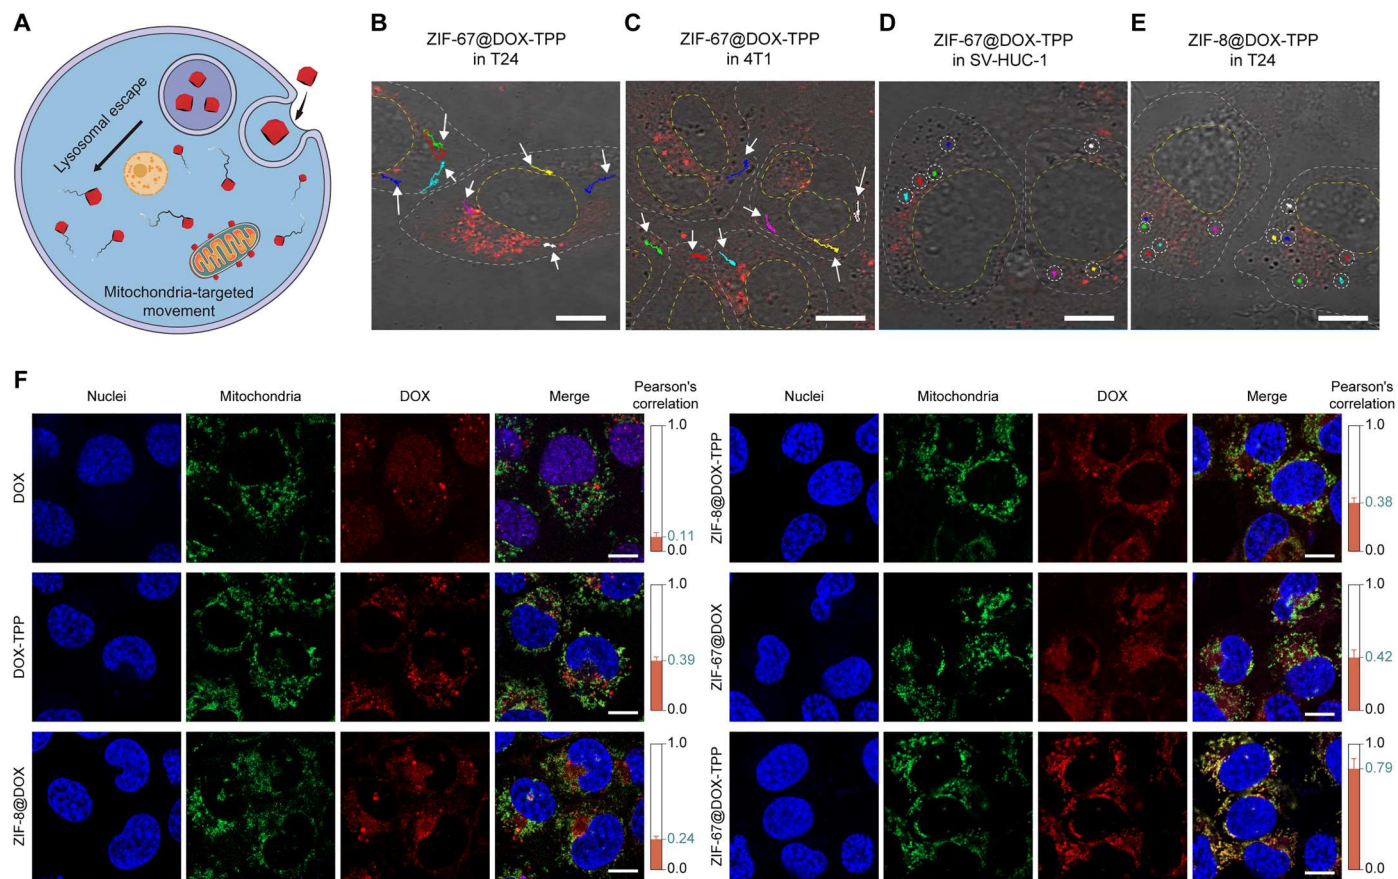 A
Lysosomal escape
Mitochondria-targeted
movement
B
ZIF-67@DOX-TPP
in T24
C
ZIF-67@DOX-TPP
in 4T1
D
ZIF-67@DOX-TPP
in SV-HUC-1
E
ZIF-8@DOX-TPP
in T24
F
Nuclei
Mitochondria
DOX
Merge
Pearson's
correlation
DOX
1.0
0.11
0.0
DOX-TPP
1.0
0.39
0.0
ZIF-8@DOX
1.0
0.24
0.0
Nuclei
Mitochondria
DOX
Merge
Pearson's
correlation
ZIF-8@DOX-TPP
1.0
0.38
0.0
ZIF-67@DOX
1.0
0.42
0.0
ZIF-67@DOX-TPP
1.0
0.79
0.0